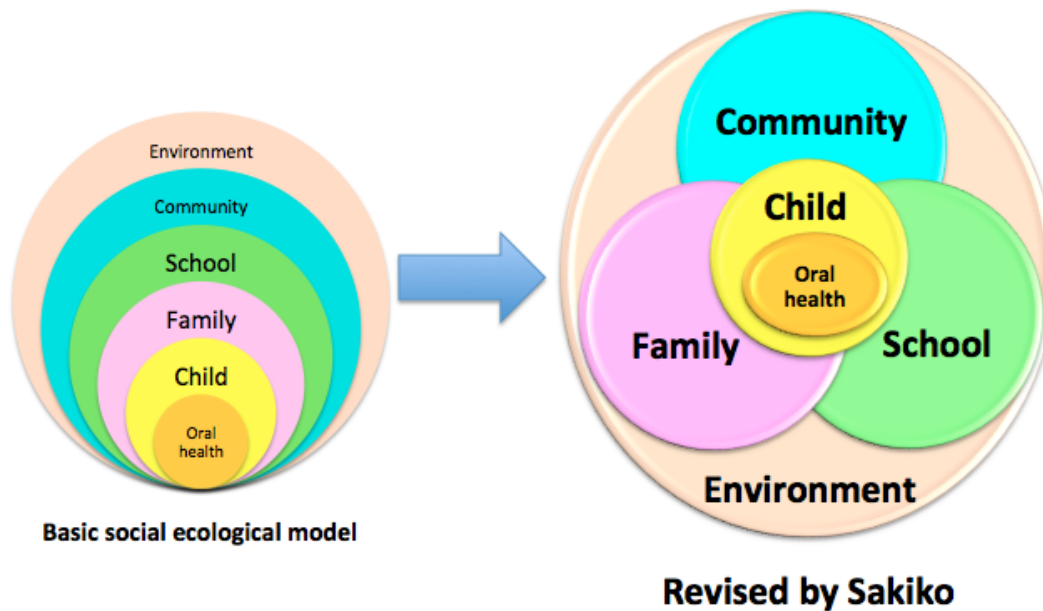 Environment
Community
School
Family
Child
Oral
health
Basic social ecological model
Community
Child
Oral
health
Family
School
Environment
Revised by Sakiko